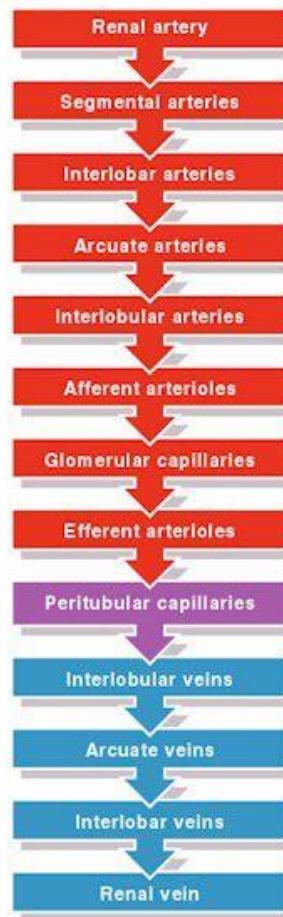 Renal artery
Segmental arteries
Interlobar arteries
Arcuate arteries
Interlobular arteries
Afferent arterioles
Glomerular capillaries
Efferent arterioles
Peritubular capillaries
Interlobular veins
Arcuate veins
Interlobar veins
Renal vein